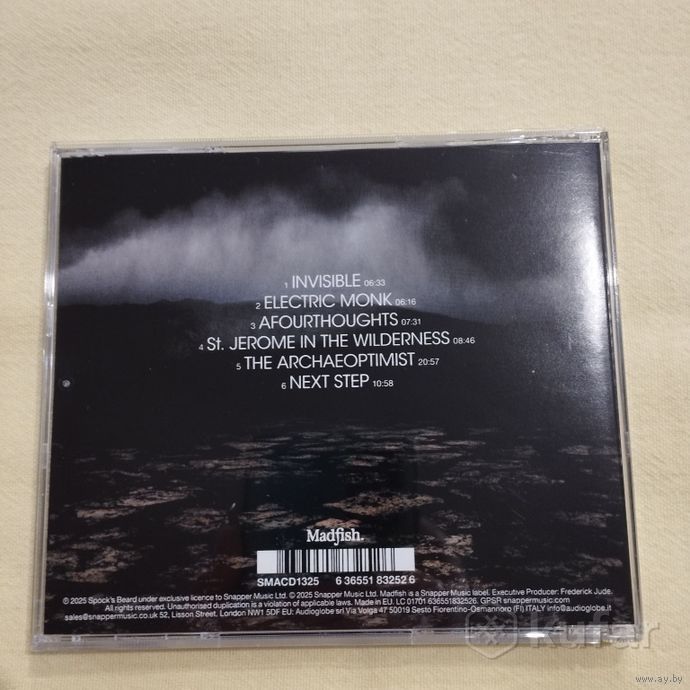 1 INVISIBLE 06:33
2 ELECTRIC MONK 06:16
3 AFOURTHOUGHTS 07:31
4 St. JEROME IN THE WILDERNESS 08:46
5 THE ARCHAEOPTIMIST 20:57
6 NEXT STEP 10:58
Madfish.
SMACD1325 6 36551 83252 6
℗ 2025 Spock's Beard under exclusive licence to Snapper Music Ltd. © 2025 Snapper Music Ltd. Madfish is a Snapper Music label. Executive Producer: Frederick Jude.
All rights reserved. Unauthorised duplication is a violation of applicable laws. Made in EU. LC 01701 636551832526. GPSR snappermusic.com
sales@snappermusic.co.uk 52, Lisson Street. London NW1 5DF EU: Audioglobe srl Via Volga 47 50019 Sesto Fiorentino-Osmannoro (FI) ITALY info@audioglobe.it
kufar
www.ay.by